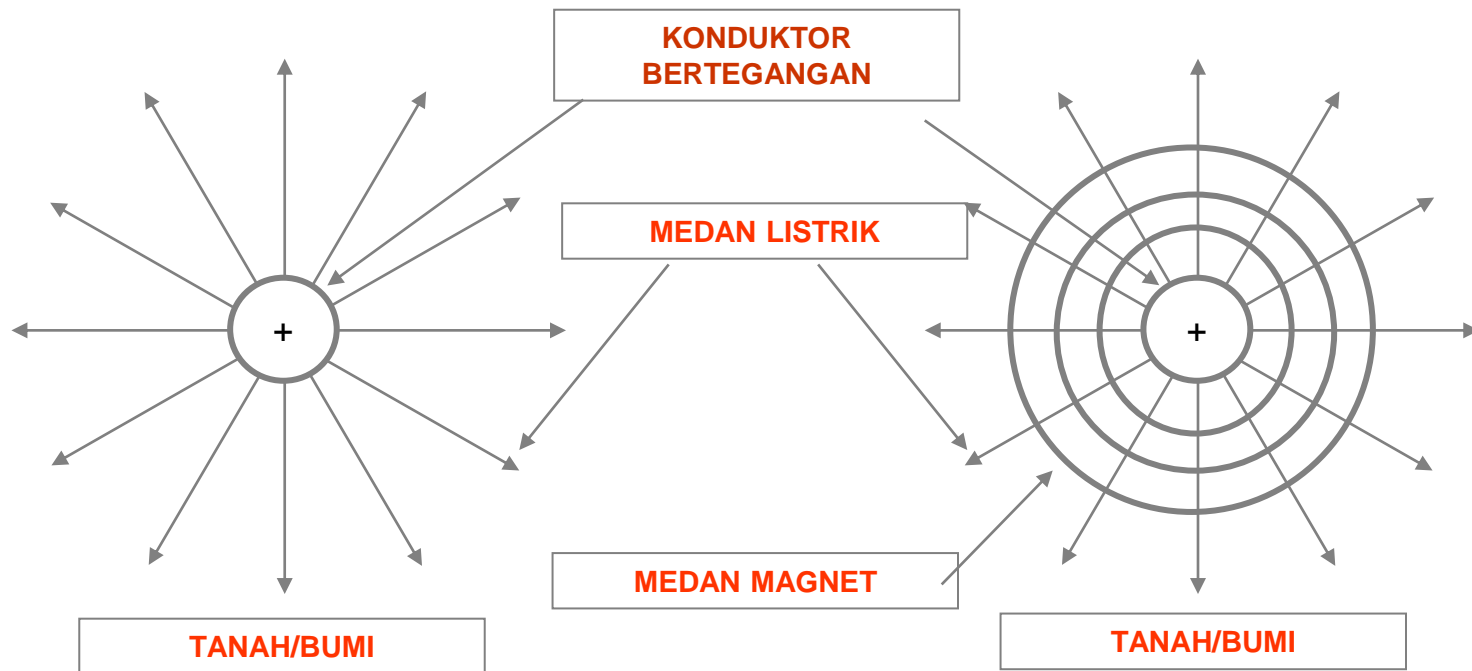 KONDUKTOR
BERTEGANGAN
MEDAN LISTRIK
+
+
MEDAN MAGNET
TANAH/BUMI
TANAH/BUMI